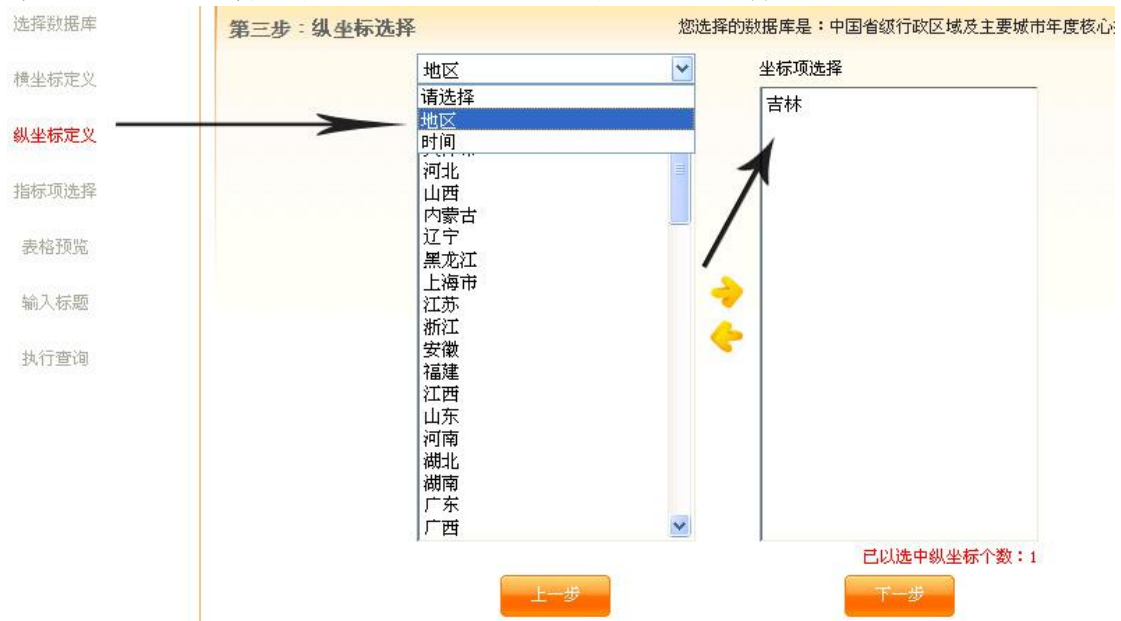 选择数据库
横坐标定义
纵坐标定义
指标项选择
表格预览
输入标题
执行查询
第三步：纵坐标选择
您选择的数据库是：中国省级行政区域及主要城市年度核心
地区
请选择
地区
时间
河北
山西
内蒙古
辽宁
黑龙江
上海市
江苏
浙江
安徽
福建
江西
山东
河南
湖北
湖南
广东
广西
坐标项选择
吉林
已以选中纵坐标个数：1
上一步
下一步